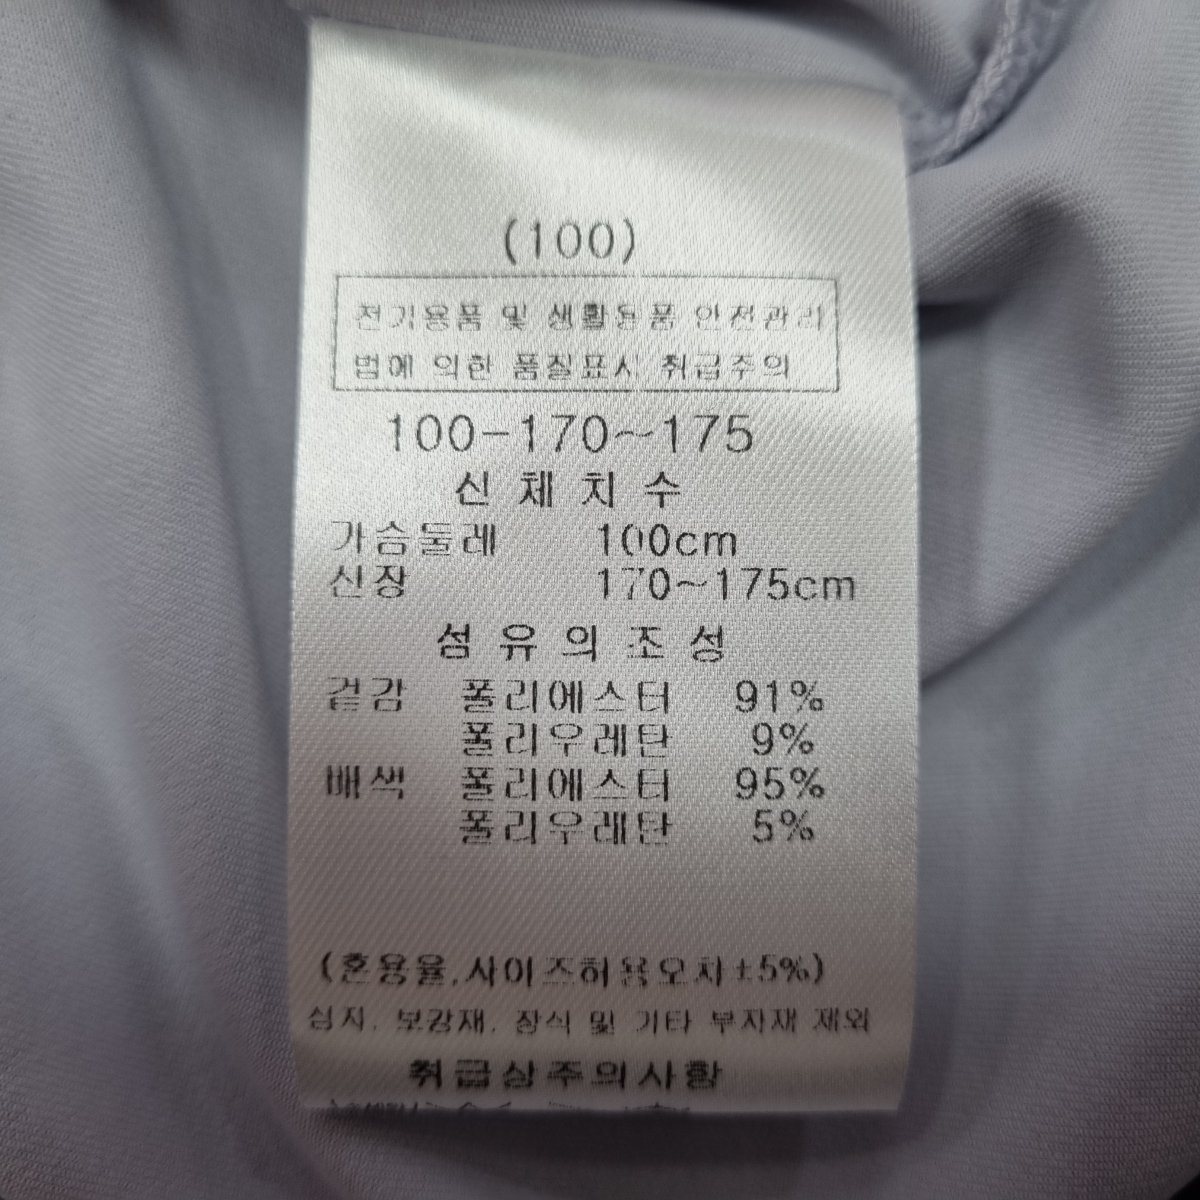 (100)
전기용품 및 생활용품 안전관리
법에 의한 품질표시 취급주의
100-170~175
신 체 치 수
가슴둘레 100cm
신장 170~175cm
섬 유 의 조 성
겉감 폴리에스터 91%
폴리우레탄 9%
배색 폴리에스터 95%
폴리우레탄 5%
(혼용율,사이즈허용오차±5%)
심지, 보강재, 장식 및 기타 부자재 제외
취급상주의사항